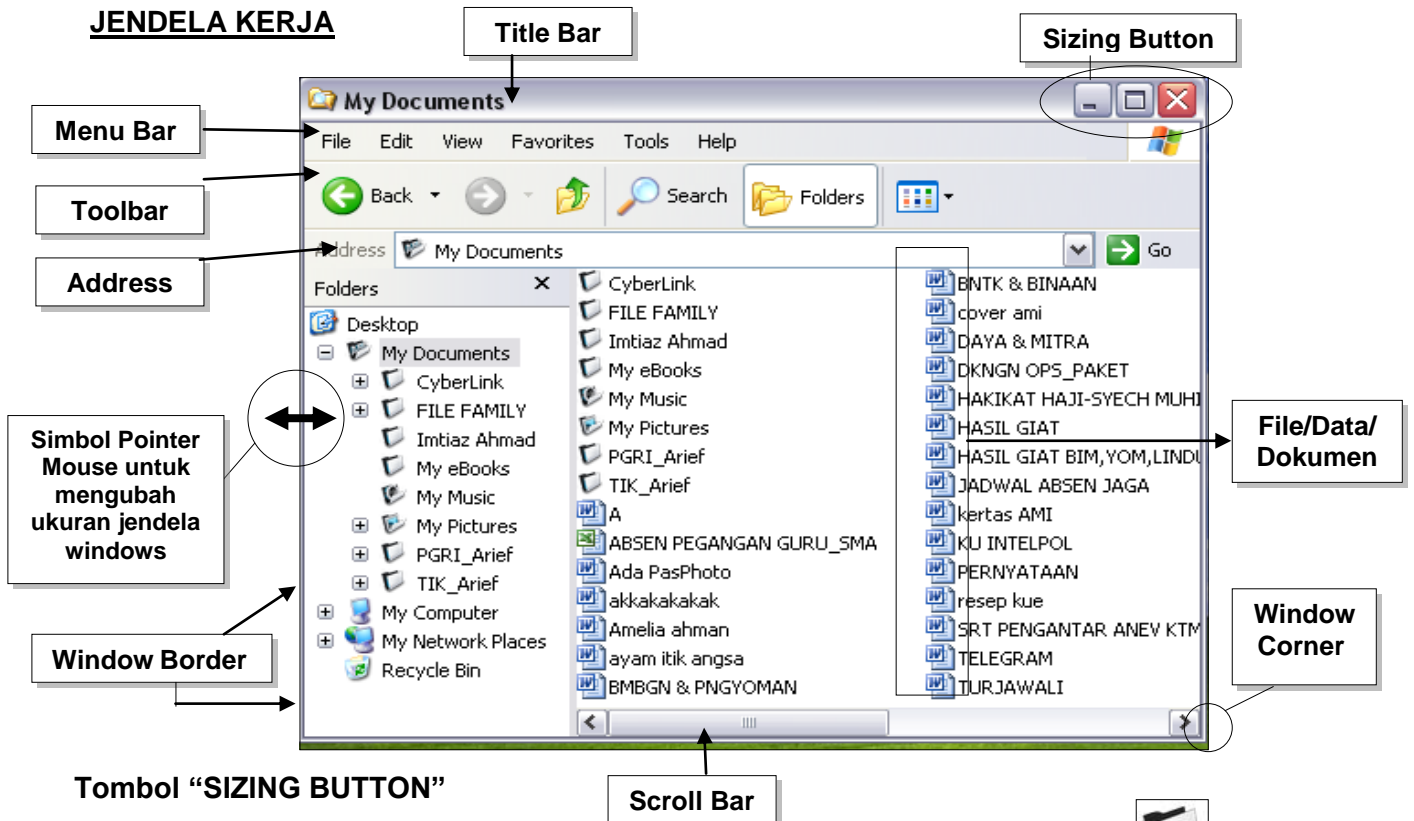 JENDELA KERJA
Title Bar
Sizing Button
My Documents
Menu Bar
File Edit View Favorites Tools Help
Toolbar
Back Search Folders
Address
Address My Documents Go
Folders
Desktop
My Documents
CyberLink
FILE FAMILY
Imtiaz Ahmad
My eBooks
My Music
My Pictures
PGRI_Arief
TIK_Arief
My Computer
My Network Places
Recycle Bin
CyberLink
FILE FAMILY
Imtiaz Ahmad
My eBooks
My Music
My Pictures
PGRI_Arief
TIK_Arief
A
ABSEN PEGANGAN GURU_SMA
Ada PasPhoto
akkakakakak
Amelia ahman
ayam itik angsa
BMBGN & PNGYOMAN
BNTK & BINAAN
cover ami
DAYA & MITRA
DKNGN OPS_PAKET
HAKIKAT HAJI-SYECH MUHI
HASIL GIAT
HASIL GIAT BIM,YOM,LINDU
JADWAL ABSEN JAGA
kertas AMI
KU INTELPOL
PERNYATAAN
resep kue
SRT PENGANTAR ANEV KTM
TELEGRAM
TURJAWALI
Simbol Pointer
Mouse untuk
mengubah
ukuran jendela
windows
File/Data/
Dokumen
Window Border
Window
Corner
Tombol “SIZING BUTTON”
Scroll Bar